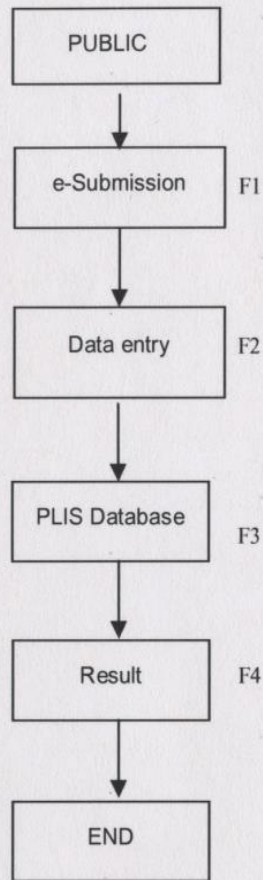 PUBLIC
e-Submission F1
Data entry F2
PLIS Database F3
Result F4
END